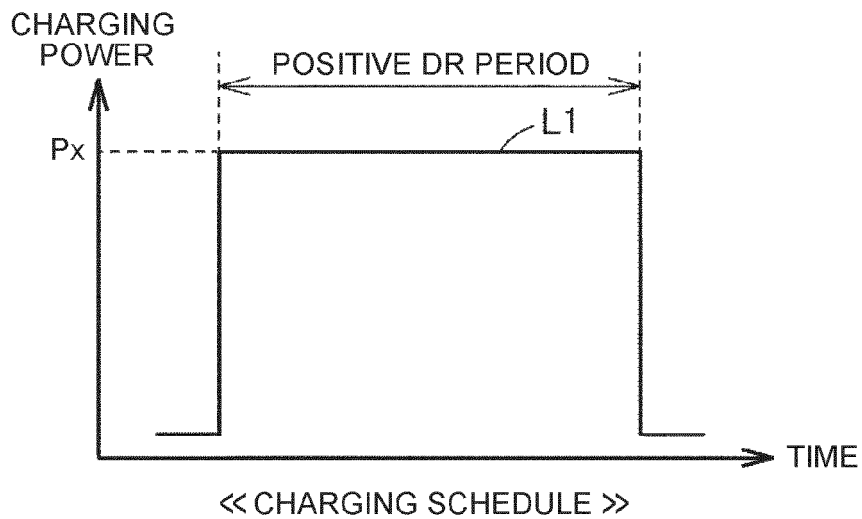 CHARGING
POWER
POSITIVE DR PERIOD
L1
Px
TIME
<< CHARGING SCHEDULE >>